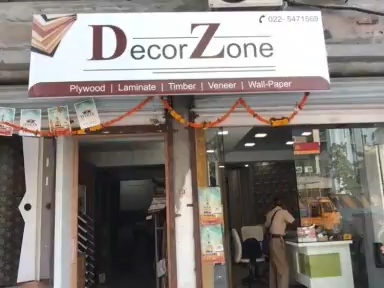 022- 5471569
DecorZone
Plywood | Laminate | Timber | Veneer | Wall-Paper